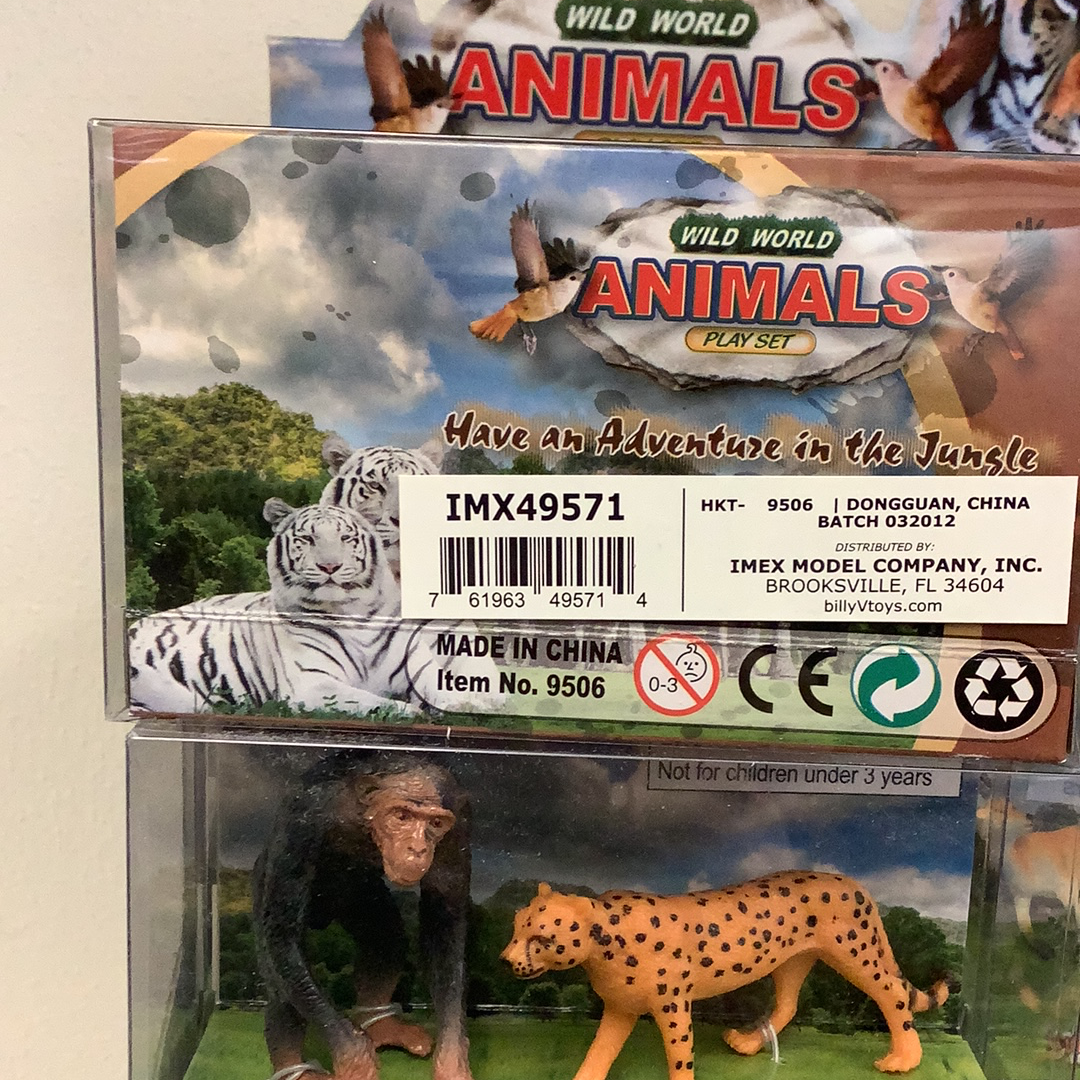 WILD WORLD
ANIMALS
WILD WORLD
ANIMALS
PLAY SET
Have an Adventure in the Jungle
IMX49571
7 61963 49571 4
HKT- 9506 | DONGGUAN, CHINA
BATCH 032012
DISTRIBUTED BY:
IMEX MODEL COMPANY, INC.
BROOKSVILLE, FL 34604
billyVtoys.com
MADE IN CHINA
Item No. 9506
0-3
CE
Not for children under 3 years